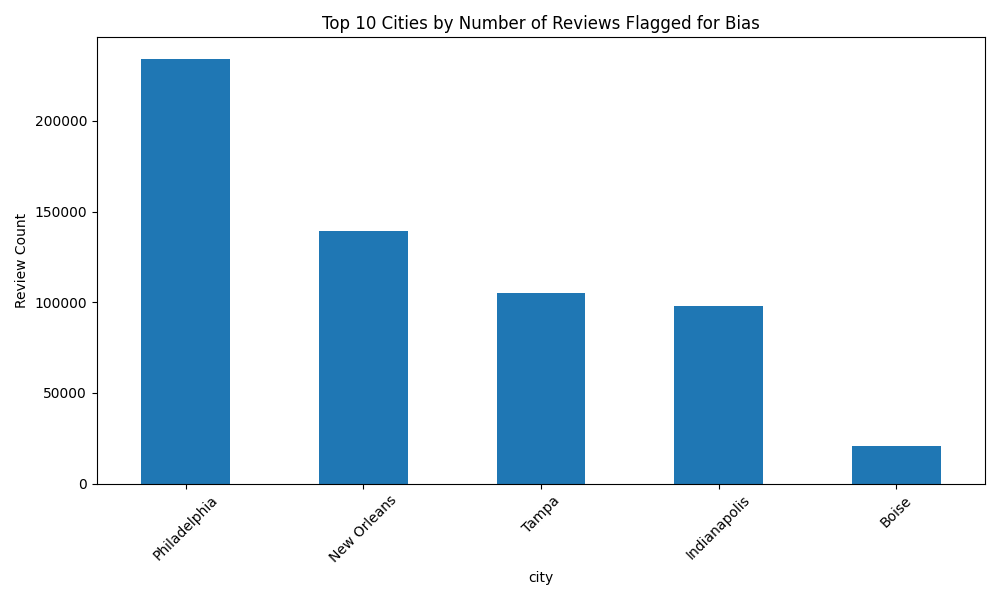 Top 10 Cities by Number of Reviews Flagged for Bias
Review Count
200000
150000
100000
50000
0
Philadelphia
New Orleans
Tampa
Indianapolis
Boise
city